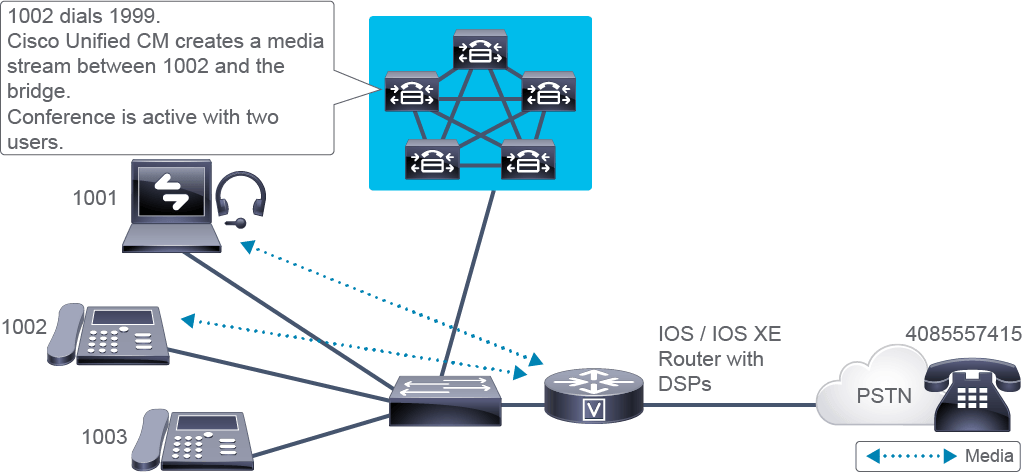 1002 dials 1999.
Cisco Unified CM creates a media
stream between 1002 and the
bridge.
Conference is active with two
users.
1001
1002
IOS / IOS XE
Router with
DSPs
4085557415
PSTN
V
1003
Media